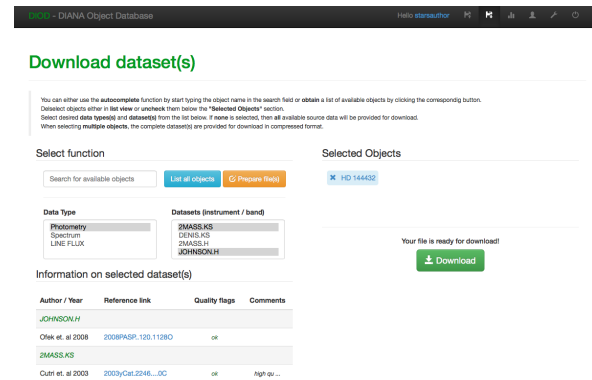 DIOD - DIANA Object Database
Hello starsauthor
Download dataset(s)
You can either use the autocomplete function by start typing the object name in the search field or obtain a list of available objects by clicking the correspondig button.
Delselect objects either in list view or uncheck them below the "Selected Objects" section.
Select desired data types(s) and dataset(s) from the list below. If none is selected, then all available source data will be provided for download.
When selecting multiple objects, the complete dataset(s) are provided for download in compressed format.
Select function
Search for available objects
List all objects
Prepare file(s)
Data Type
Photometry
Spectrum
LINE FLUX
Datasets (instrument / band)
2MASS.KS
DENIS.KS
2MASS.H
JOHNSON.H
Selected Objects
HD 144432
Your file is ready for download!
Download
Information on selected dataset(s)
Author / Year Reference link Quality flags Comments
JOHNSON.H
Ofek et. al 2008 2008PASP..120.1128O ok
2MASS.KS
Cutri et. al 2003 2003yCat.2246....0C ok high qu ...